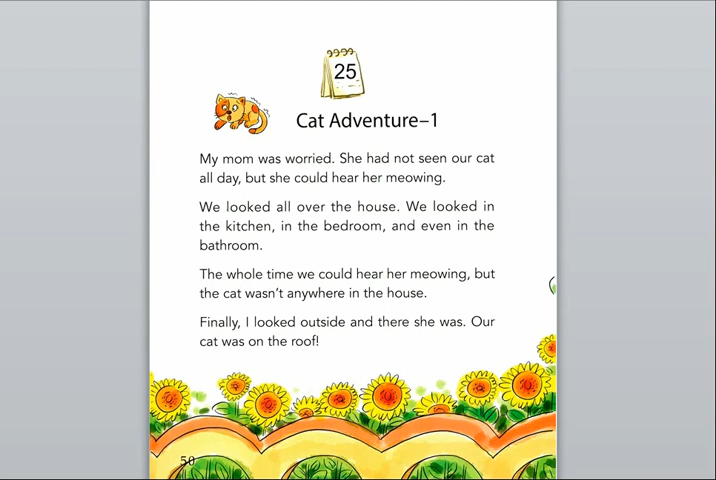 25
Cat Adventure–1
My mom was worried. She had not seen our cat
all day, but she could hear her meowing.
We looked all over the house. We looked in
the kitchen, in the bedroom, and even in the
bathroom.
The whole time we could hear her meowing, but
the cat wasn't anywhere in the house.
Finally, I looked outside and there she was. Our
cat was on the roof!
50